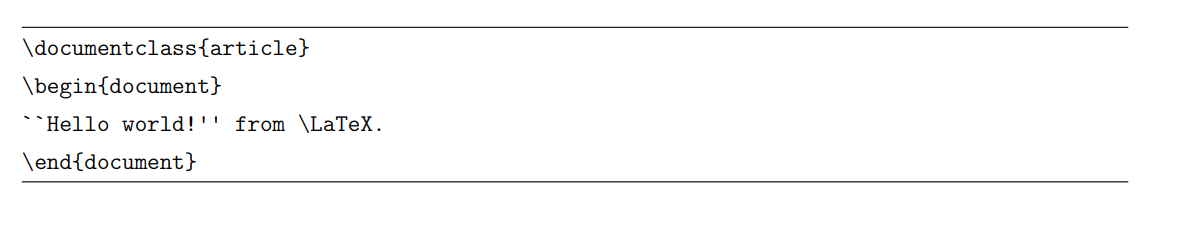 \documentclass{article}
\begin{document}
``Hello world!'' from \LaTeX.
\end{document}